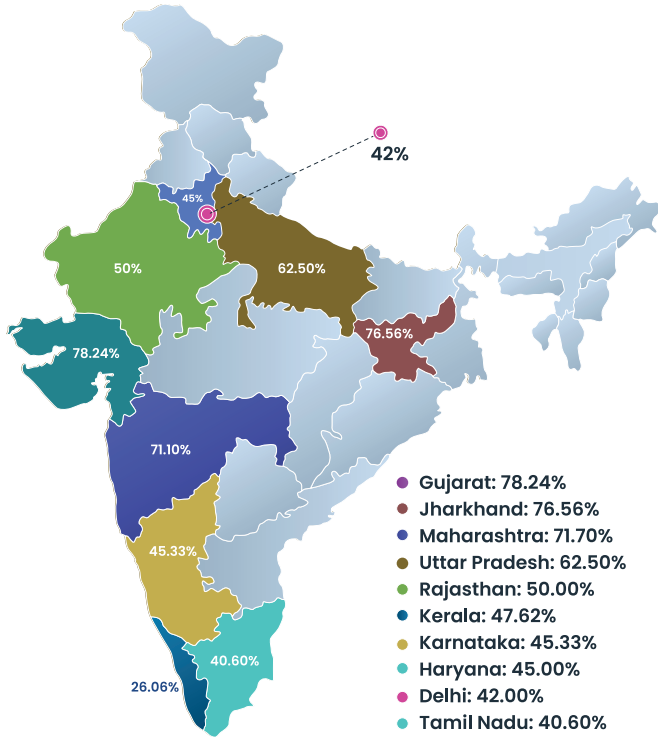 42%
45%
50%
62.50%
76.56%
78.24%
71.10%
45.33%
40.60%
26.06%
Gujarat: 78.24%
Jharkhand: 76.56%
Maharashtra: 71.70%
Uttar Pradesh: 62.50%
Rajasthan: 50.00%
Kerala: 47.62%
Karnataka: 45.33%
Haryana: 45.00%
Delhi: 42.00%
Tamil Nadu: 40.60%